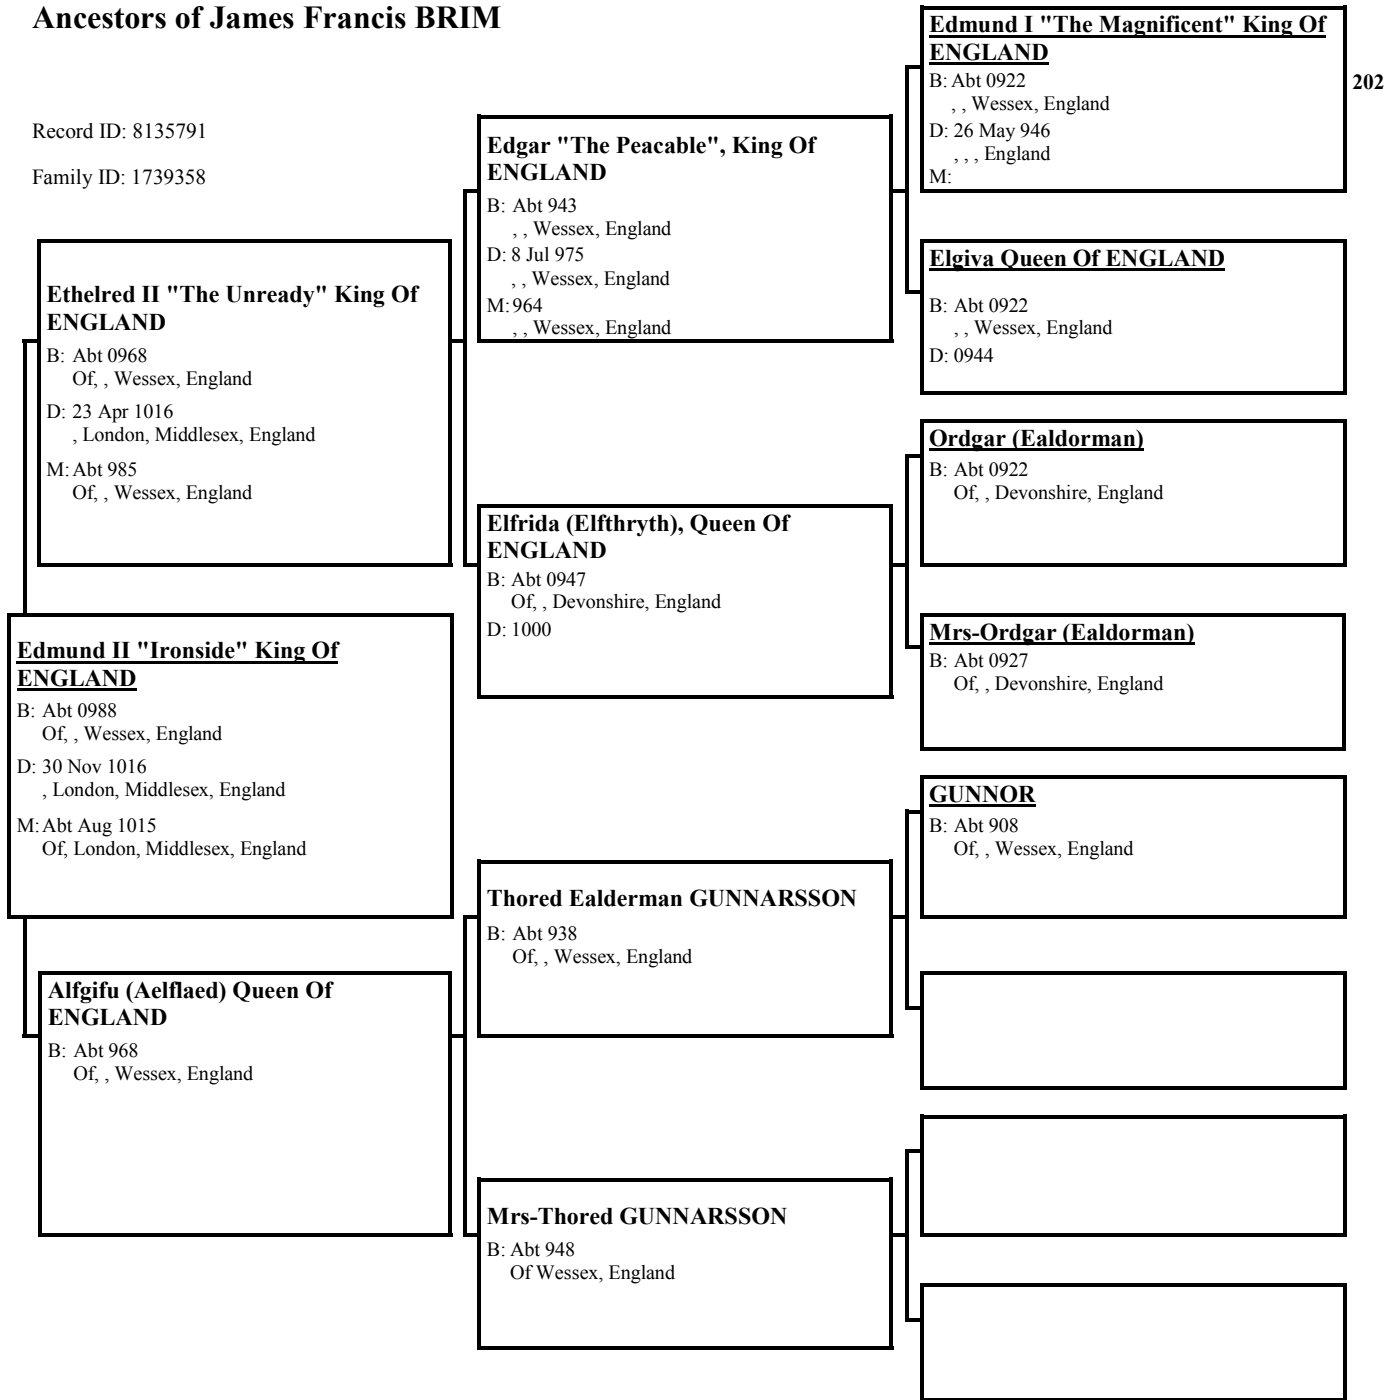 Ancestors of James Francis BRIM
Record ID: 8135791
Family ID: 1739358
202
Ethelred II "The Unready" King Of
ENGLAND
B: Abt 0968
Of, , Wessex, England
D: 23 Apr 1016
, London, Middlesex, England
M: Abt 985
Of, , Wessex, England
Edmund II "Ironside" King Of
ENGLAND
B: Abt 0988
Of, , Wessex, England
D: 30 Nov 1016
, London, Middlesex, England
M: Abt Aug 1015
Of, London, Middlesex, England
Alfgifu (Aelflaed) Queen Of
ENGLAND
B: Abt 968
Of, , Wessex, England
Edgar "The Peacable", King Of
ENGLAND
B: Abt 943
, , Wessex, England
D: 8 Jul 975
, , Wessex, England
M: 964
, , Wessex, England
Elfrida (Elfthryth), Queen Of
ENGLAND
B: Abt 0947
Of, , Devonshire, England
D: 1000
Thored Ealderman GUNNARSSON
B: Abt 938
Of, , Wessex, England
Mrs-Thored GUNNARSSON
B: Abt 948
Of Wessex, England
Edmund I "The Magnificent" King Of
ENGLAND
B: Abt 0922
, , Wessex, England
D: 26 May 946
, , , England
M:
Elgiva Queen Of ENGLAND
B: Abt 0922
, , Wessex, England
D: 0944
Ordgar (Ealdorman)
B: Abt 0922
Of, , Devonshire, England
Mrs-Ordgar (Ealdorman)
B: Abt 0927
Of, , Devonshire, England
GUNNOR
B: Abt 908
Of, , Wessex, England